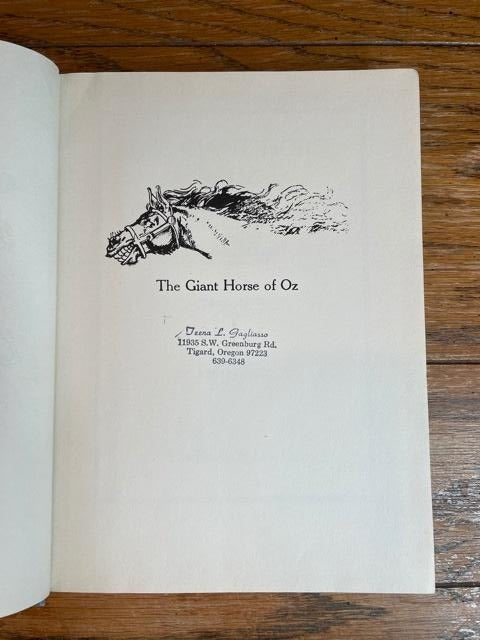 The Giant Horse of Oz
Teena L. Gagliasso
11935 S.W. Greenburg Rd.
Tigard, Oregon 97223
639-6348